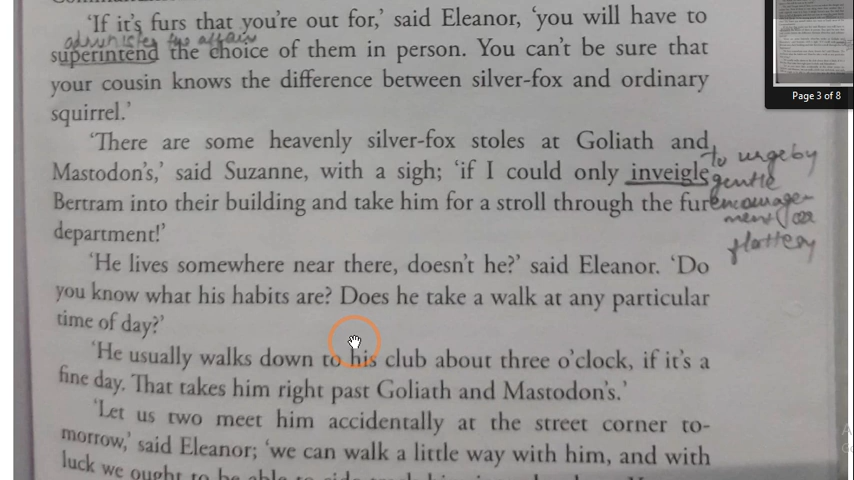 'If it's furs that you're out for,' said Eleanor, 'you will have to
administer the affair
superintend the choice of them in person. You can't be sure that
your cousin knows the difference between silver-fox and ordinary
squirrel.'
'There are some heavenly silver-fox stoles at Goliath and
Mastodon's,' said Suzanne, with a sigh; 'if I could only inveigle
to urge by
gentle
encourage-
ment/or
flattery
Bertram into their building and take him for a stroll through the fur
department!'
'He lives somewhere near there, doesn't he?' said Eleanor. 'Do
you know what his habits are? Does he take a walk at any particular
time of day?'
'He usually walks down to his club about three o'clock, if it's a
fine day. That takes him right past Goliath and Mastodon's.'
'Let us two meet him accidentally at the street corner to-
morrow,' said Eleanor; 'we can walk a little way with him, and with
luck we ought to be able to
Page 3 of 8